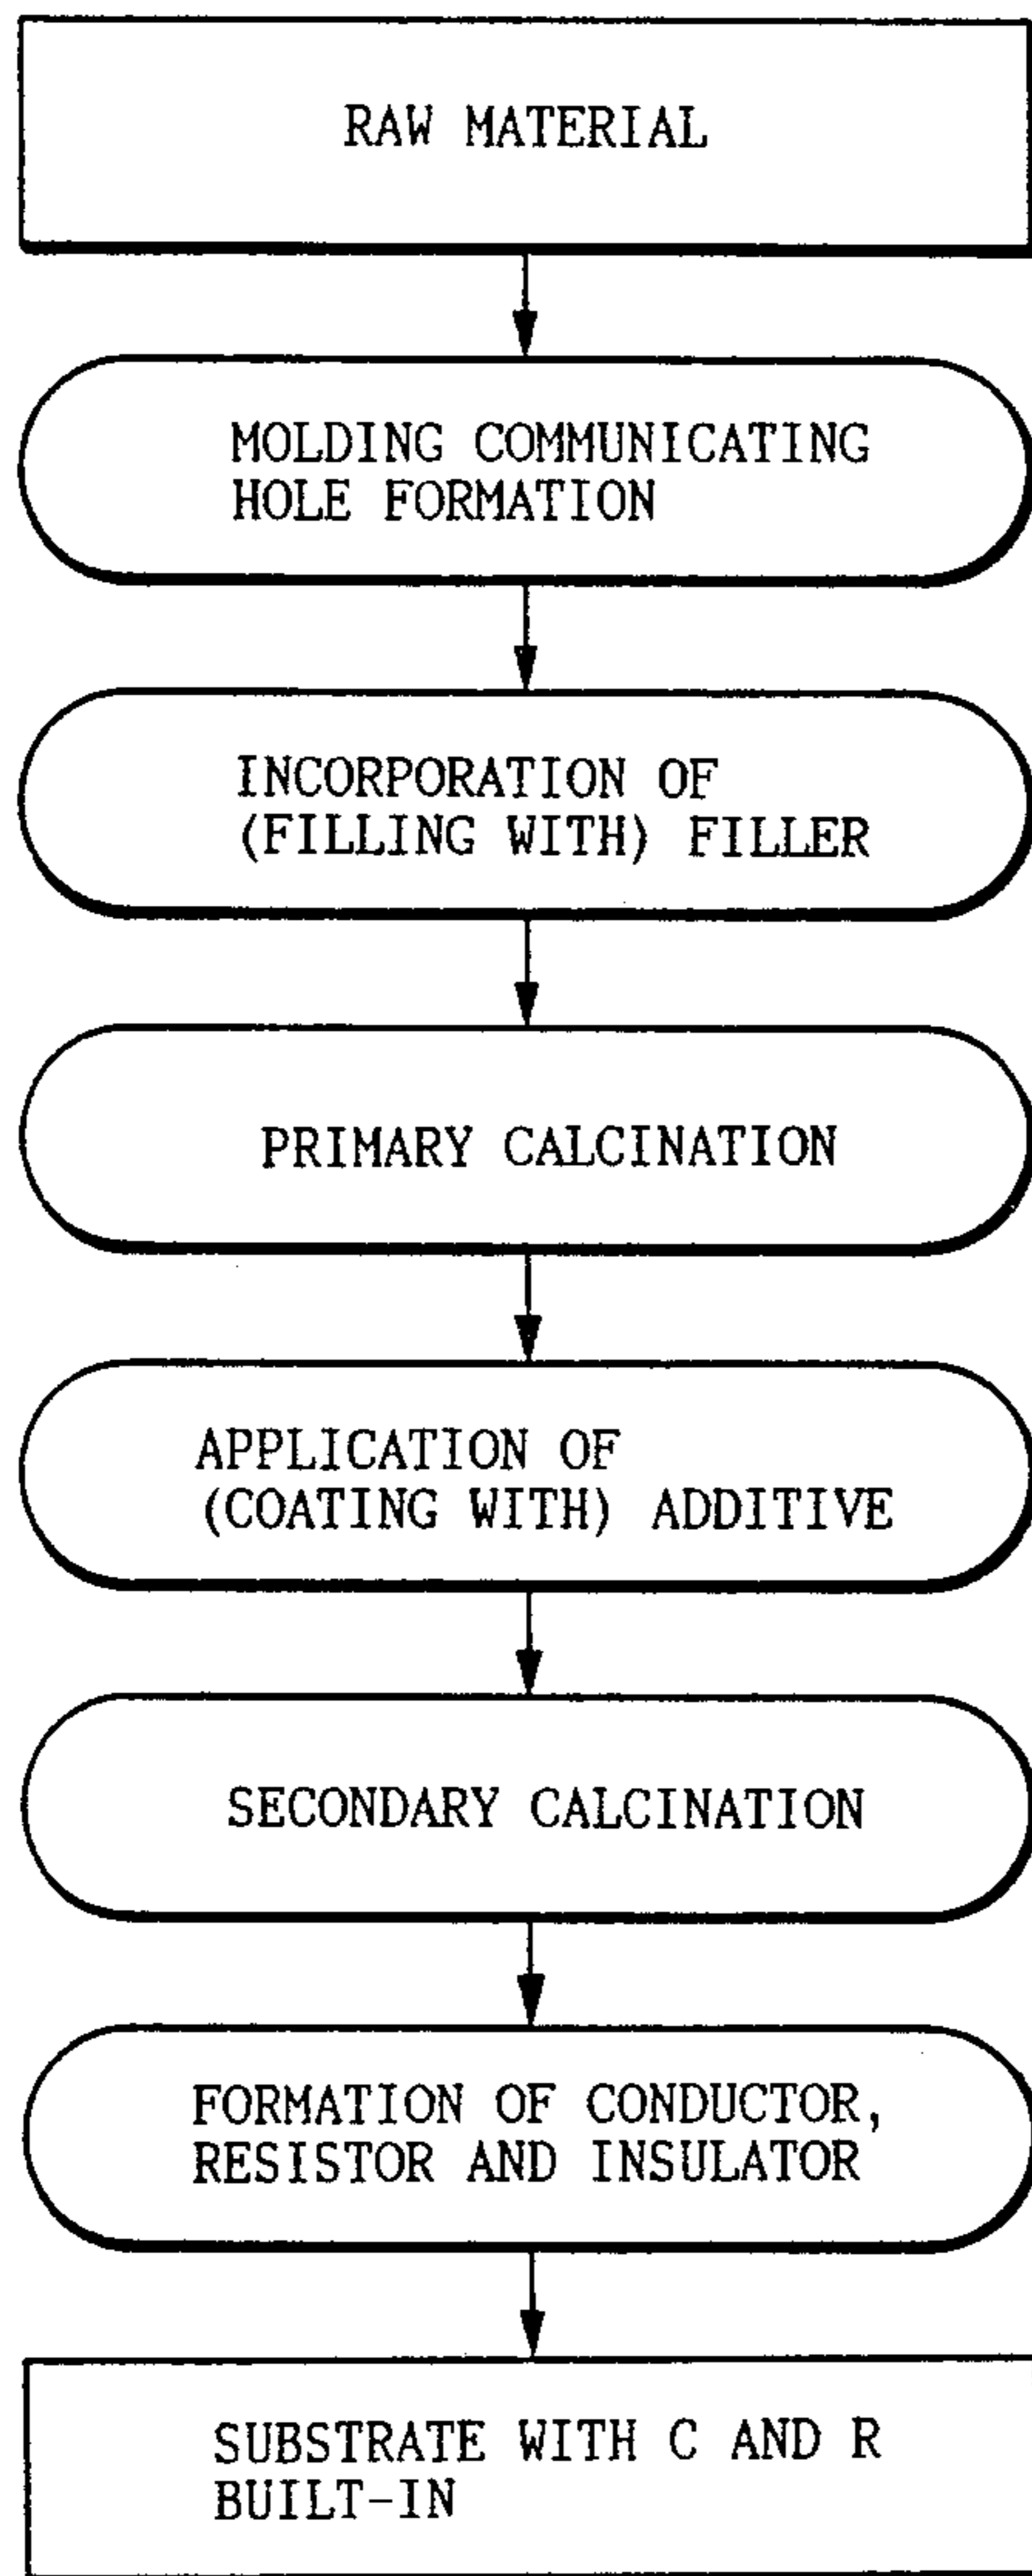 RAW MATERIAL
MOLDING COMMUNICATING
HOLE FORMATION
INCORPORATION OF
(FILLING WITH) FILLER
PRIMARY CALCINATION
APPLICATION OF
(COATING WITH) ADDITIVE
SECONDARY CALCINATION
FORMATION OF CONDUCTOR,
RESISTOR AND INSULATOR
SUBSTRATE WITH C AND R
BUILT-IN